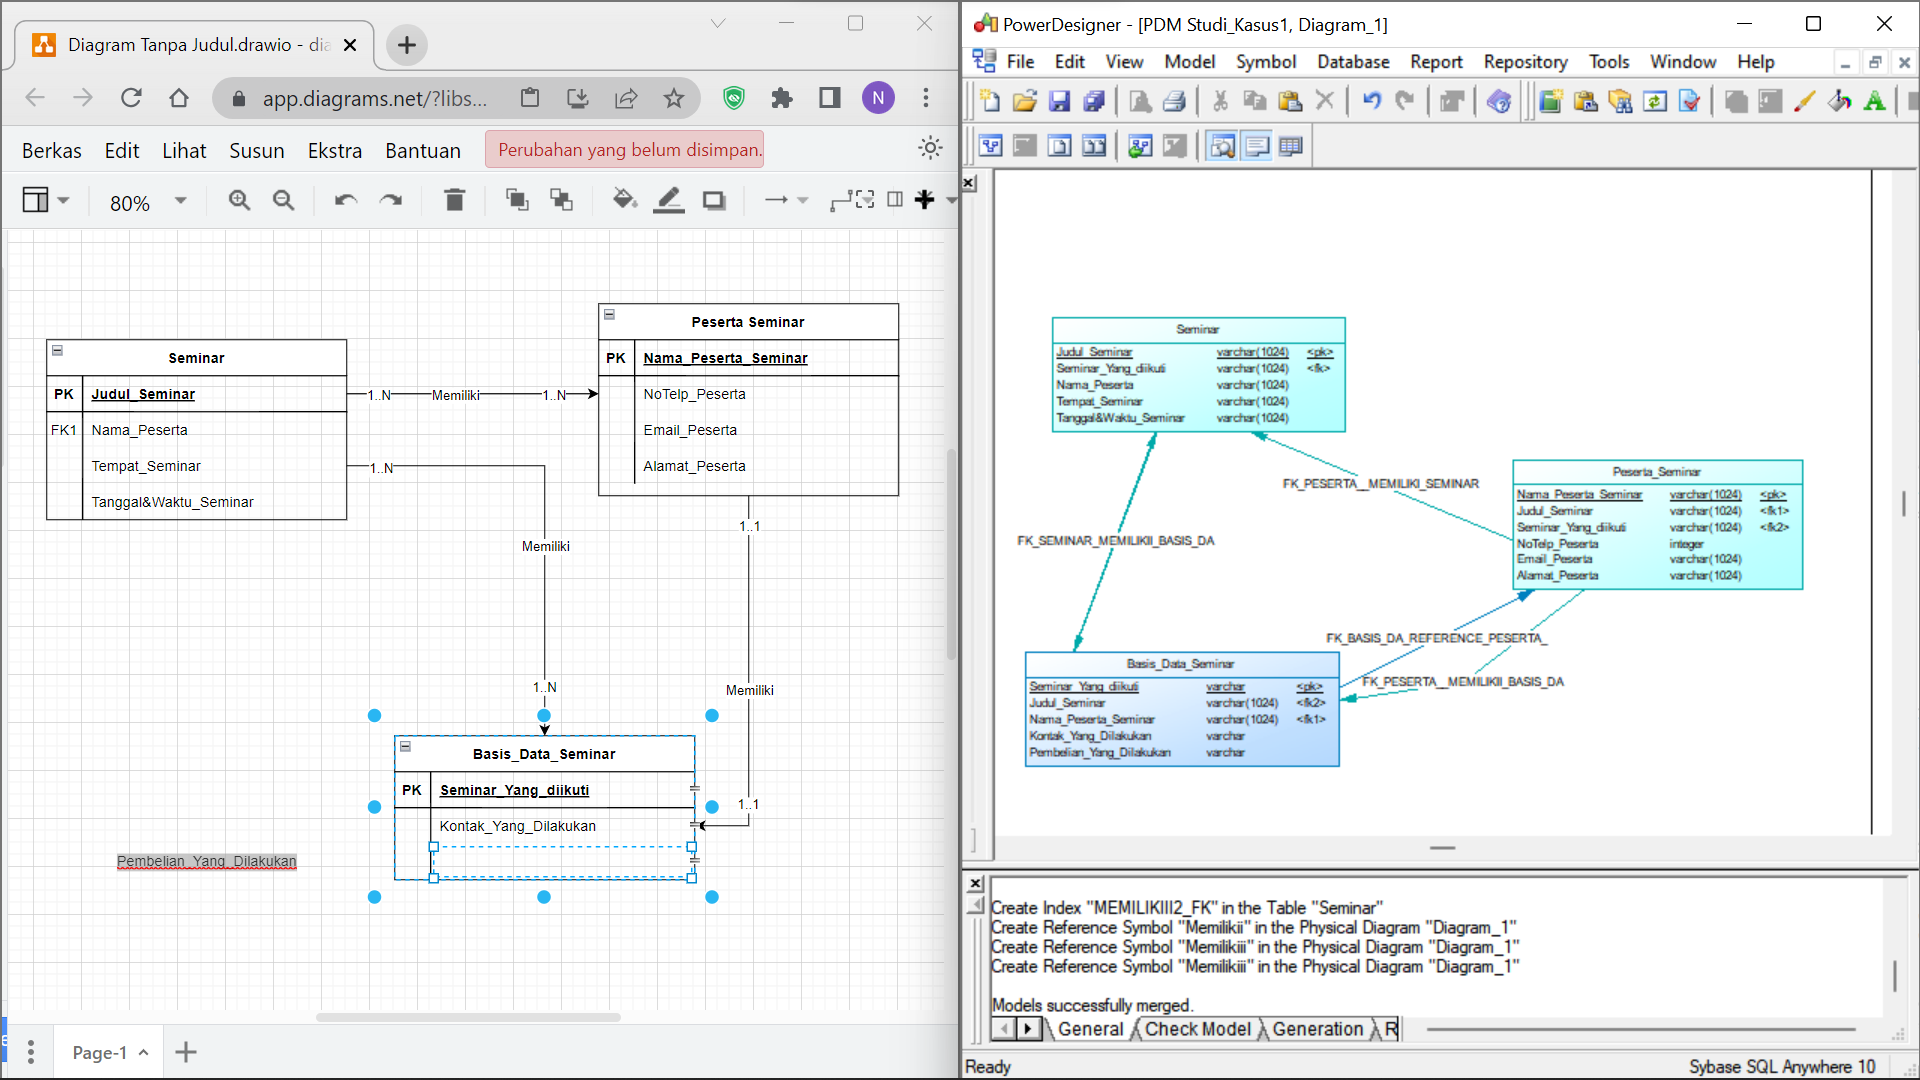 Diagram Tanpa Judul.drawio - dia
app.diagrams.net/?libs...
N
Berkas Edit Lihat Susun Ekstra Bantuan Perubahan yang belum disimpan.
80%
Seminar
PK Judul_Seminar
FK1 Nama_Peserta
Tempat_Seminar
Tanggal&Waktu_Seminar
1..N Memiliki 1..N
Peserta Seminar
PK Nama_Peserta_Seminar
NoTelp_Peserta
Email_Peserta
Alamat_Peserta
1..N
Memiliki
1..N
1..1
Memiliki
1..1
Basis_Data_Seminar
PK Seminar_Yang_diikuti
Kontak_Yang_Dilakukan
Pembelian_Yang_Dilakukan
Page-1
PowerDesigner - [PDM Studi_Kasus1, Diagram_1]
File Edit View Model Symbol Database Report Repository Tools Window Help
Seminar
Judul_Seminar varchar(1024) <pk>
Seminar_Yang_diikuti varchar(1024) <fk>
Nama_Peserta varchar(1024)
Tempat_Seminar varchar(1024)
Tanggal&Waktu_Seminar varchar(1024)
FK_PESERTA__MEMILIKI_SEMINAR
Peserta_Seminar
Nama_Peserta_Seminar varchar(1024) <pk>
Judul_Seminar varchar(1024) <fk1>
Seminar_Yang_diikuti varchar(1024) <fk2>
NoTelp_Peserta integer
Email_Peserta varchar(1024)
Alamat_Peserta varchar(1024)
FK_SEMINAR_MEMILIKII_BASIS_DA
FK_BASIS_DA_REFERENCE_PESERTA_
FK_PESERTA__MEMILIKII_BASIS_DA
Basis_Data_Seminar
Seminar_Yang_diikuti varchar <pk>
Judul_Seminar varchar(1024) <fk2>
Nama_Peserta_Seminar varchar(1024) <fk1>
Kontak_Yang_Dilakukan varchar
Pembelian_Yang_Dilakukan varchar
Create Index "MEMILIKIII2_FK" in the Table "Seminar"
Create Reference Symbol "Memilikii" in the Physical Diagram "Diagram_1"
Create Reference Symbol "Memilikiii" in the Physical Diagram "Diagram_1"
Create Reference Symbol "Memilikiii" in the Physical Diagram "Diagram_1"
Models successfully merged.
General Check Model Generation R
Ready Sybase SQL Anywhere 10